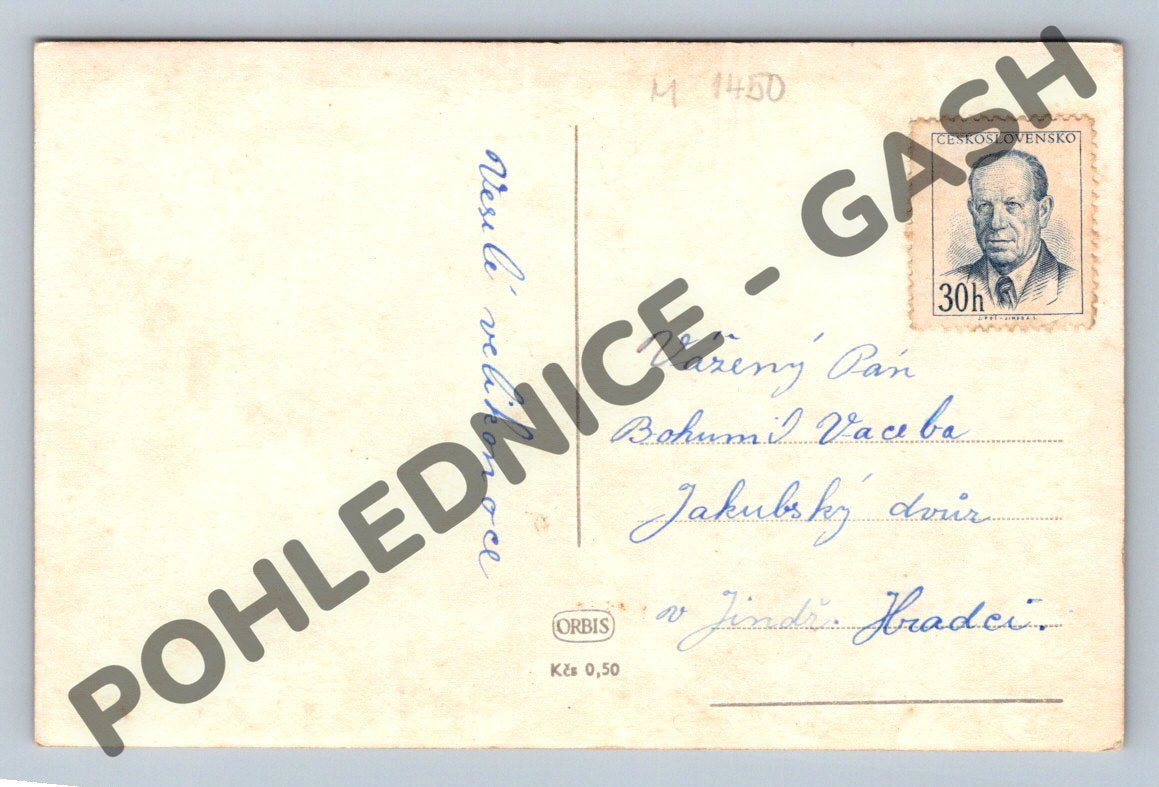 M 1450
ČESKOSLOVENSKO
30h
Veselé velikonoce
Vážený Pán
Bohumil Vaceba
Jakubský dvůr
v Jindř. Hradci.
ORBIS
Kčs 0,50
POHLEDNICE - GASH